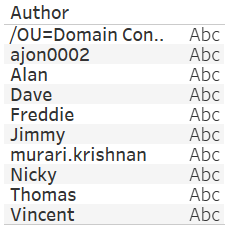 Author
/OU=Domain Con.. Abc
ajon0002 Abc
Alan Abc
Dave Abc
Freddie Abc
Jimmy Abc
murari.krishnan Abc
Nicky Abc
Thomas Abc
Vincent Abc